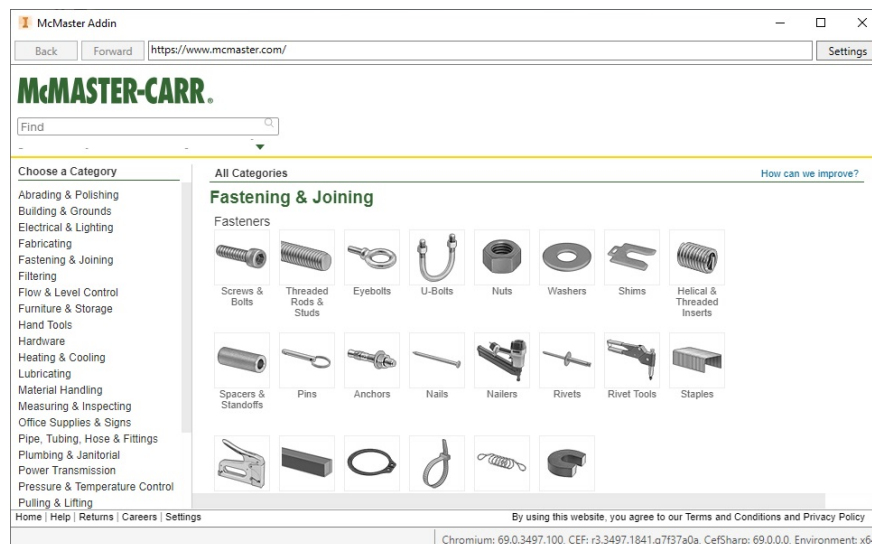 McMaster Addin
Back Forward https://www.mcmaster.com/ Settings
McMASTER-CARR®
Find
Choose a Category
Abrading & Polishing
Building & Grounds
Electrical & Lighting
Fabricating
Fastening & Joining
Filtering
Flow & Level Control
Furniture & Storage
Hand Tools
Hardware
Heating & Cooling
Lubricating
Material Handling
Measuring & Inspecting
Office Supplies & Signs
Pipe, Tubing, Hose & Fittings
Plumbing & Janitorial
Power Transmission
Pressure & Temperature Control
Pulling & Lifting
All Categories
How can we improve?
Fastening & Joining
Fasteners
Screws &
Bolts
Threaded
Rods &
Studs
Eyebolts
U-Bolts
Nuts
Washers
Shims
Helical &
Threaded
Inserts
Spacers &
Standoffs
Pins
Anchors
Nails
Nailers
Rivets
Rivet Tools
Staples
Home | Help | Returns | Careers | Settings
By using this website, you agree to our Terms and Conditions and Privacy Policy
Chromium: 69.0.3497.100, CEF: r3.3497.1841.g7f37a0a, CefSharp: 69.0.0.0, Environment: x64